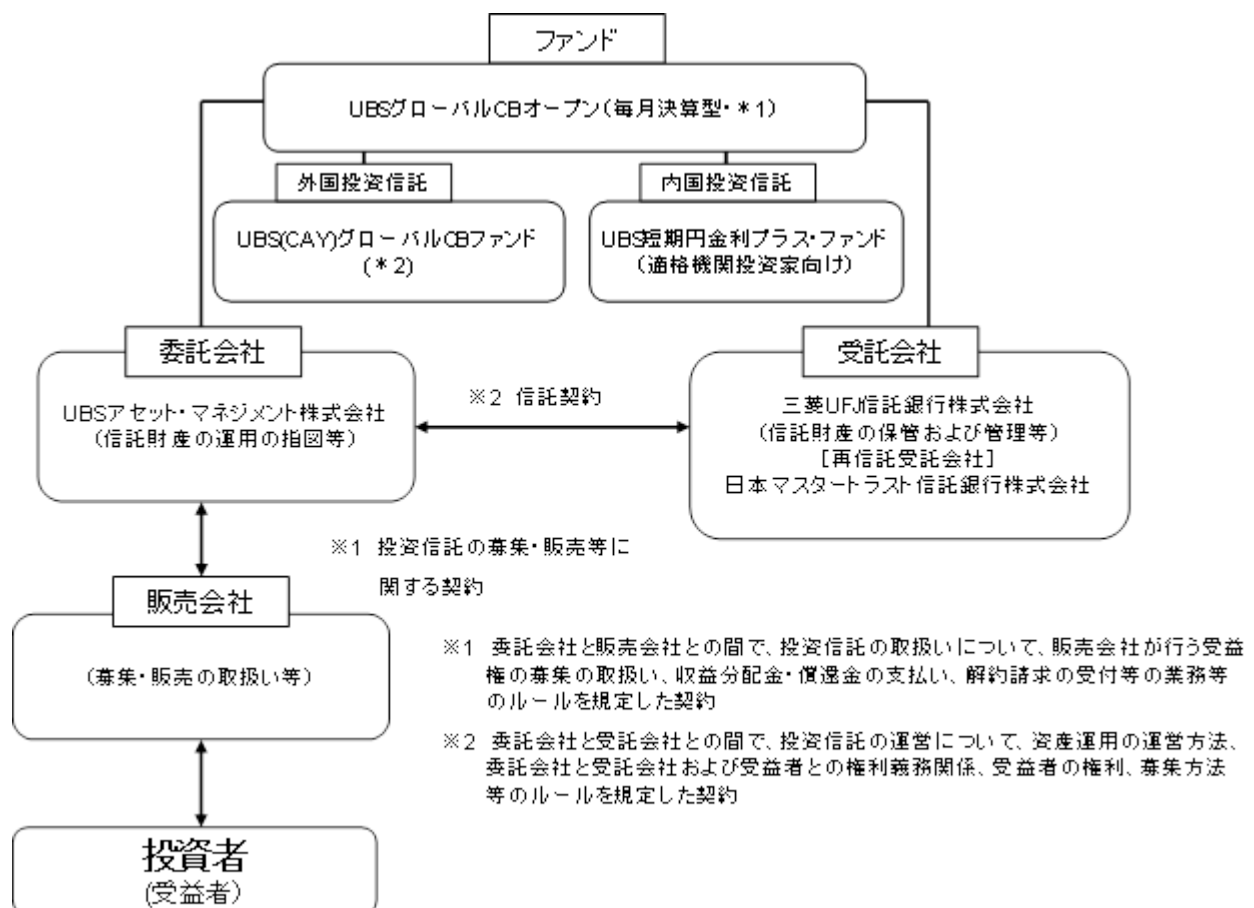 ファンド
UBSグローバルCBオープン(毎月決算型・＊1)
外国投資信託
内国投資信託
UBS(CAY)グローバルCBファンド
(＊2)
UBS短期円金利プラス・ファンド
(適格機関投資家向け)
委託会社
受託会社
UBSアセット・マネジメント株式会社
(信託財産の運用の指図等)
※2 信託契約
三菱UFJ信託銀行株式会社
(信託財産の保管および管理等)
[再信託受託会社]
日本マスタートラスト信託銀行株式会社
※1 投資信託の募集・販売等に
関する契約
販売会社
(募集・販売の取扱い等)
※1 委託会社と販売会社との間で、投資信託の取扱いについて、販売会社が行う受益
権の募集の取扱い、収益分配金・償還金の支払い、解約請求の受付等の業務等
のルールを規定した契約
※2 委託会社と受託会社との間で、投資信託の運営について、資産運用の運営方法、
委託会社と受託会社および受益者との権利義務関係、受益者の権利、募集方法
等のルールを規定した契約
投資者
(受益者)